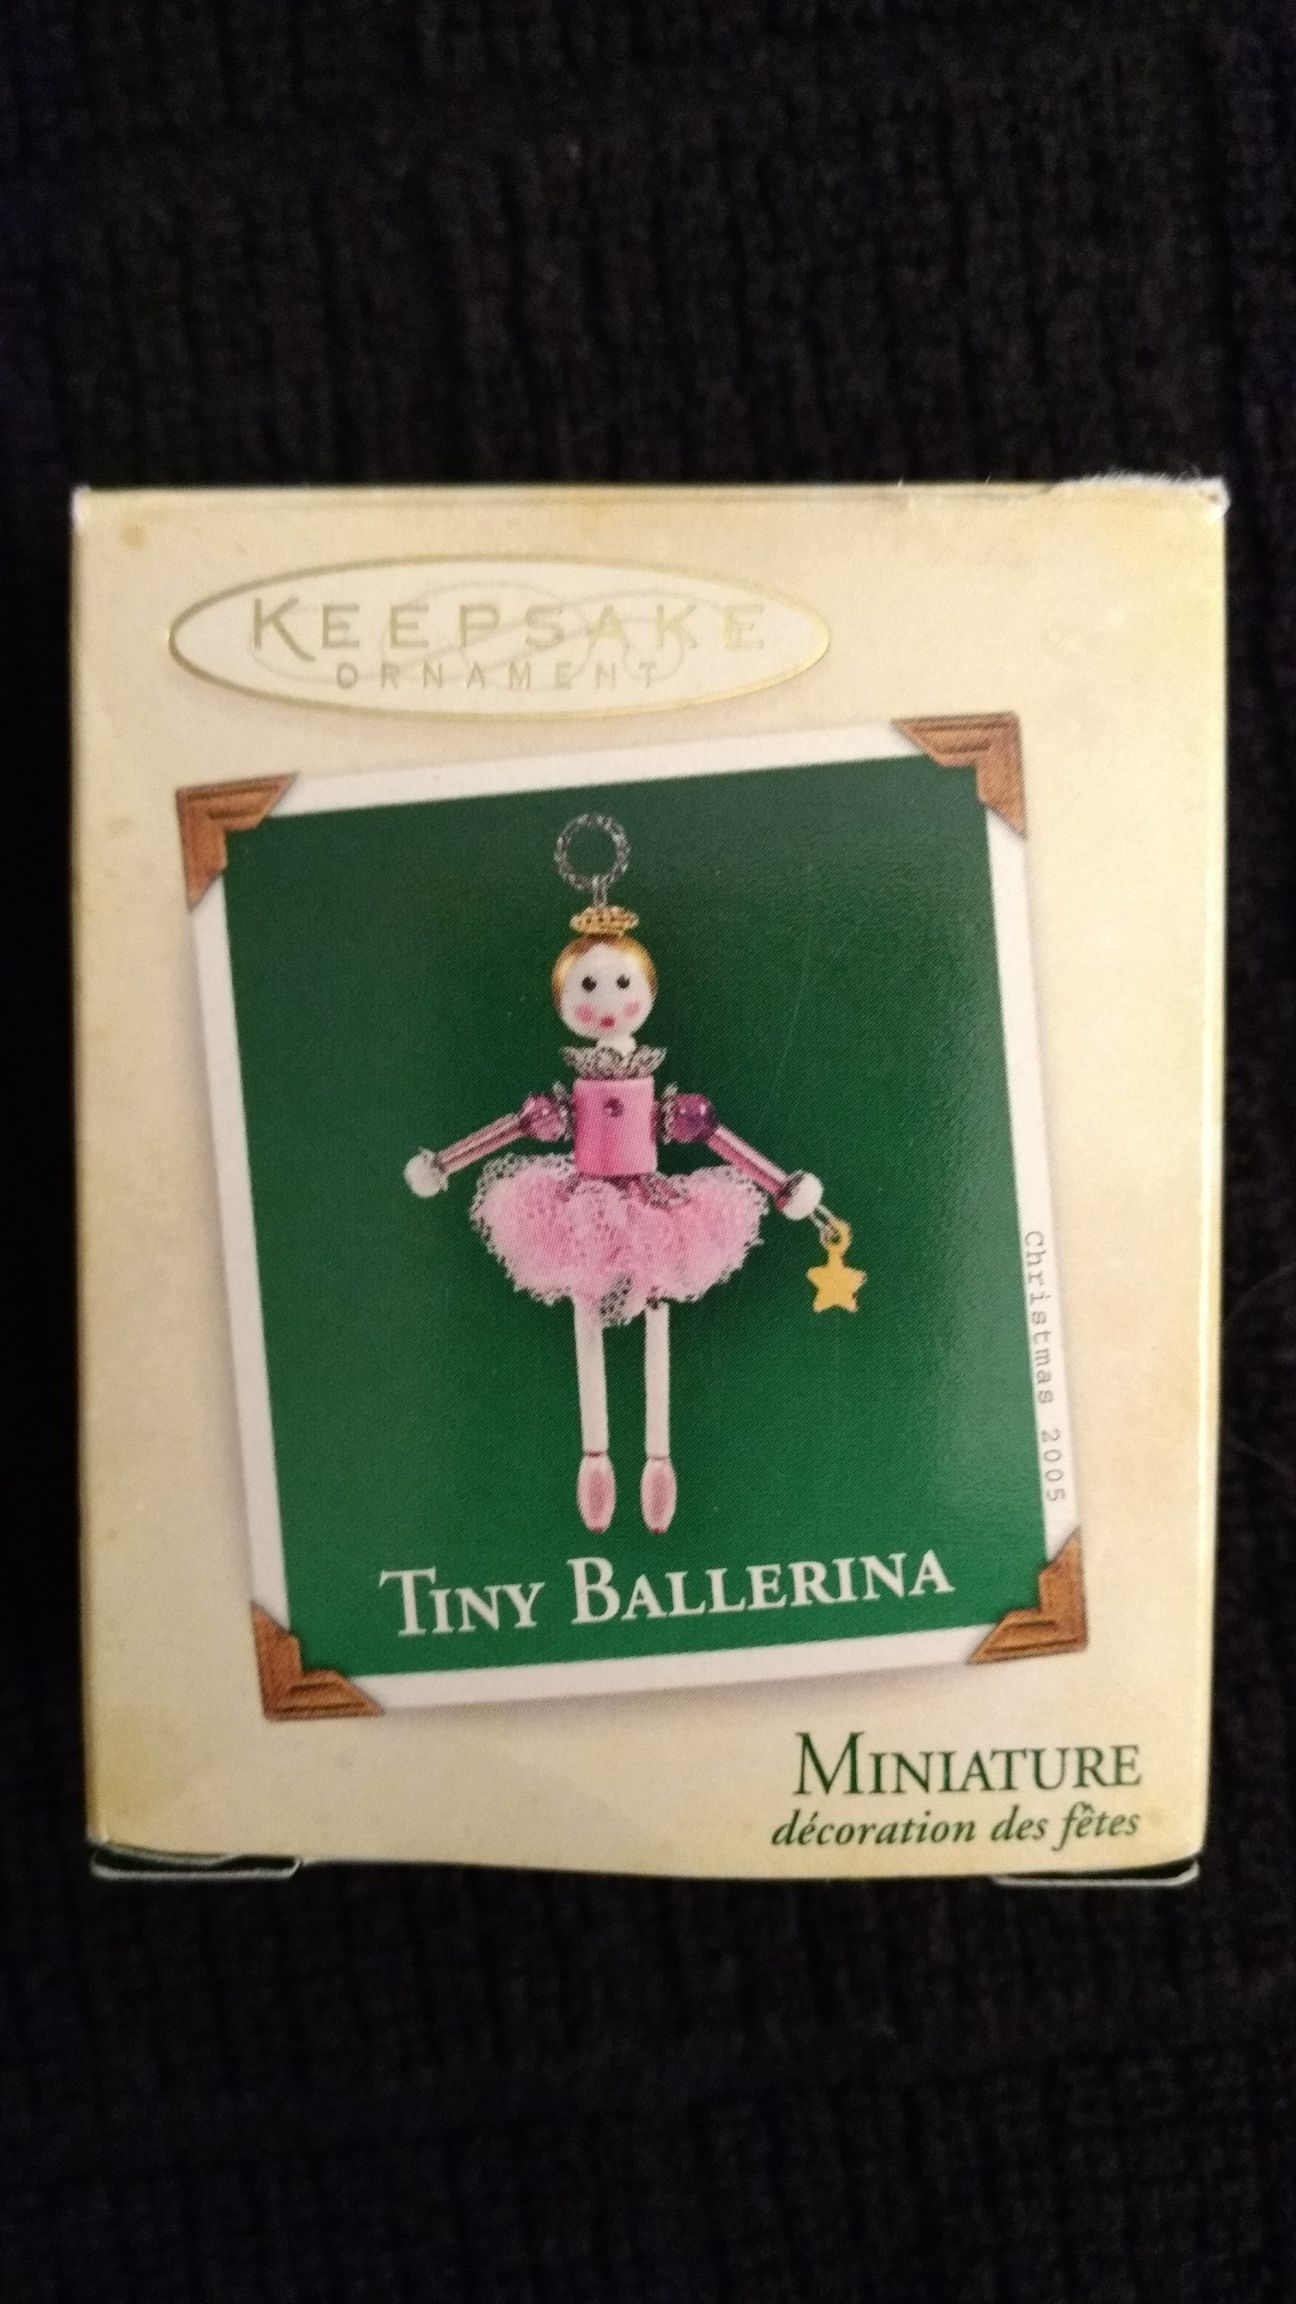 KEEPSAKE
ORNAMENT
Christmas 2005
TINY BALLERINA
MINIATURE
décoration des fêtes